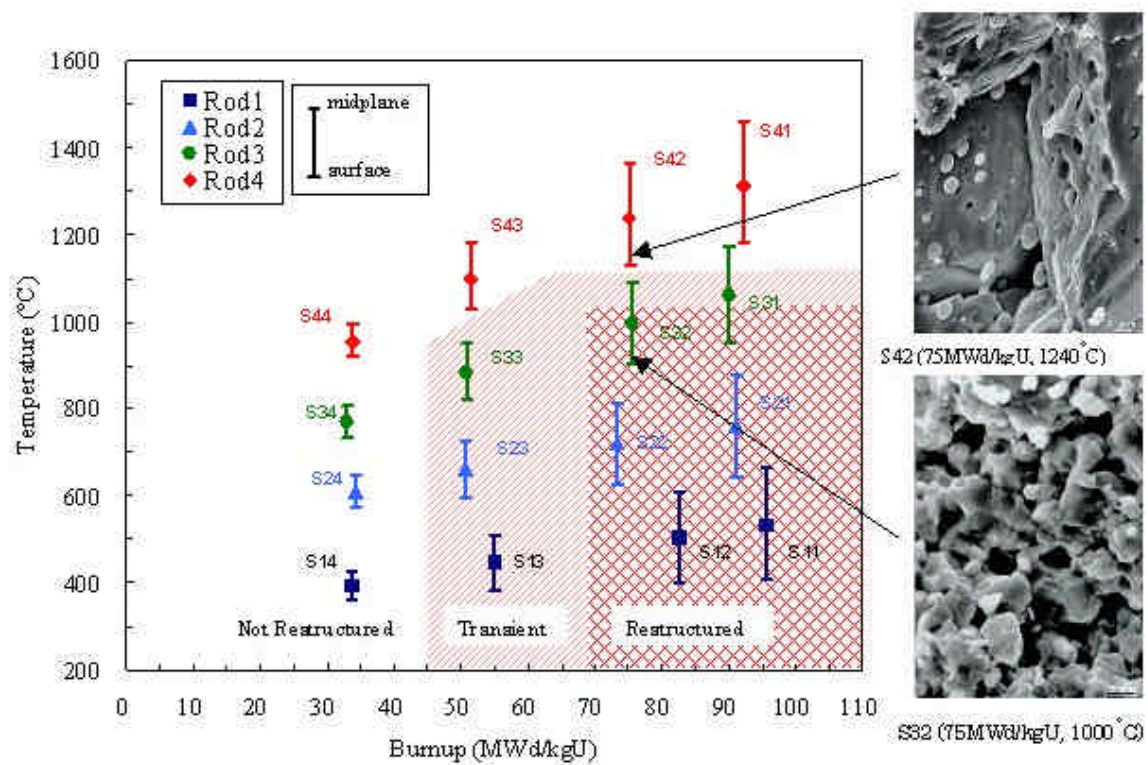 1600
1400
1200
1000
800
600
400
200
Temperature (°C)
Rod1
Rod2
Rod3
Rod4
midplane
surface
S41
S42
S43
S44
S31
S32
S33
S34
S21
S22
S23
S24
S14
S13
S12
S11
Not Restructured
Transient
Restructured
0 10 20 30 40 50 60 70 80 90 100 110
Burnup (MWd/kgU)
S42 (75MWd/kgU, 1240°C)
S32 (75MWd/kgU, 1000°C)